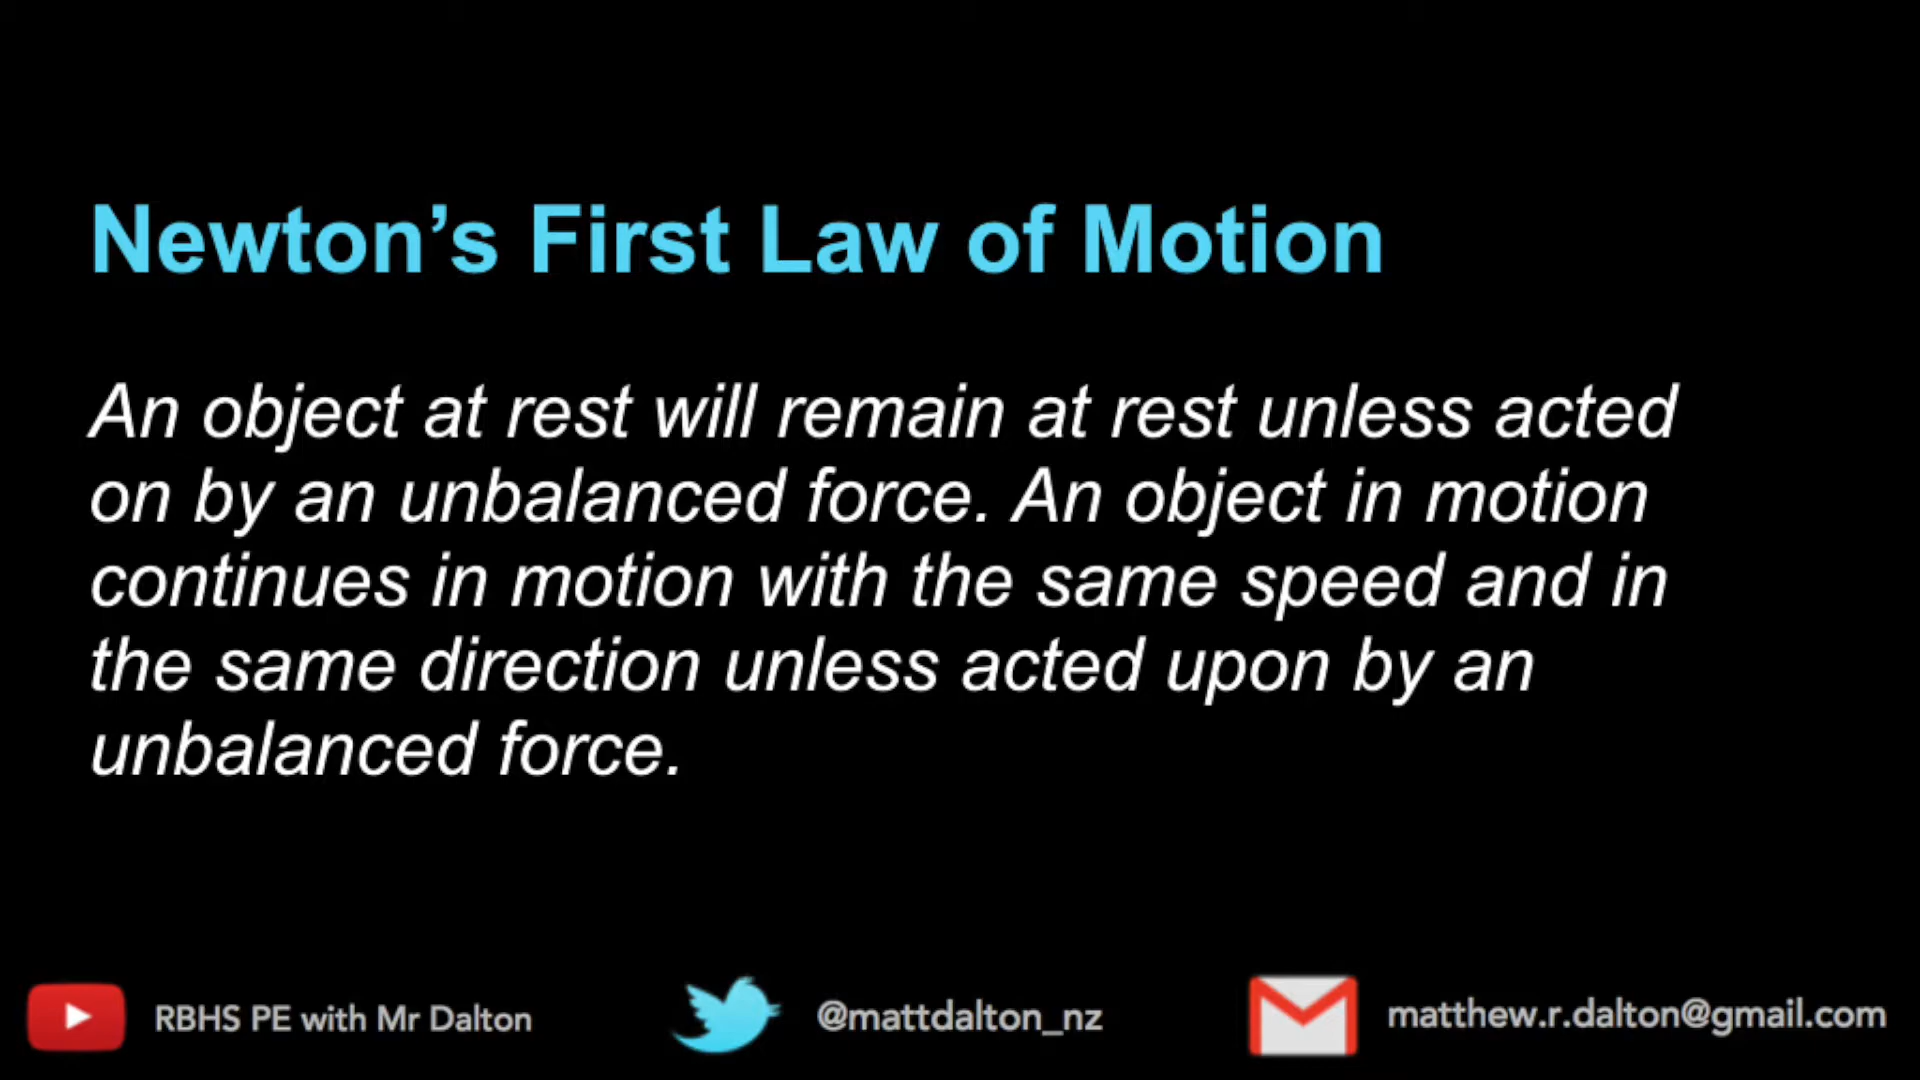 Newton’s First Law of Motion
An object at rest will remain at rest unless acted
on by an unbalanced force. An object in motion
continues in motion with the same speed and in
the same direction unless acted upon by an
unbalanced force.
RBHS PE with Mr Dalton
@mattdalton_nz
matthew.r.dalton@gmail.com